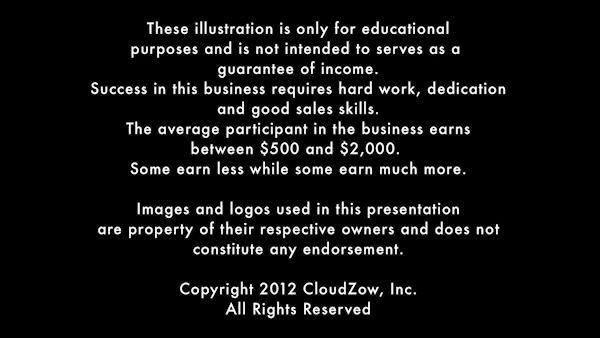 These illustration is only for educational
purposes and is not intended to serves as a
guarantee of income.
Success in this business requires hard work, dedication
and good sales skills.
The average participant in the business earns
between $500 and $2,000.
Some earn less while some earn much more.
Images and logos used in this presentation
are property of their respective owners and does not
constitute any endorsement.
Copyright 2012 CloudZow, Inc.
All Rights Reserved